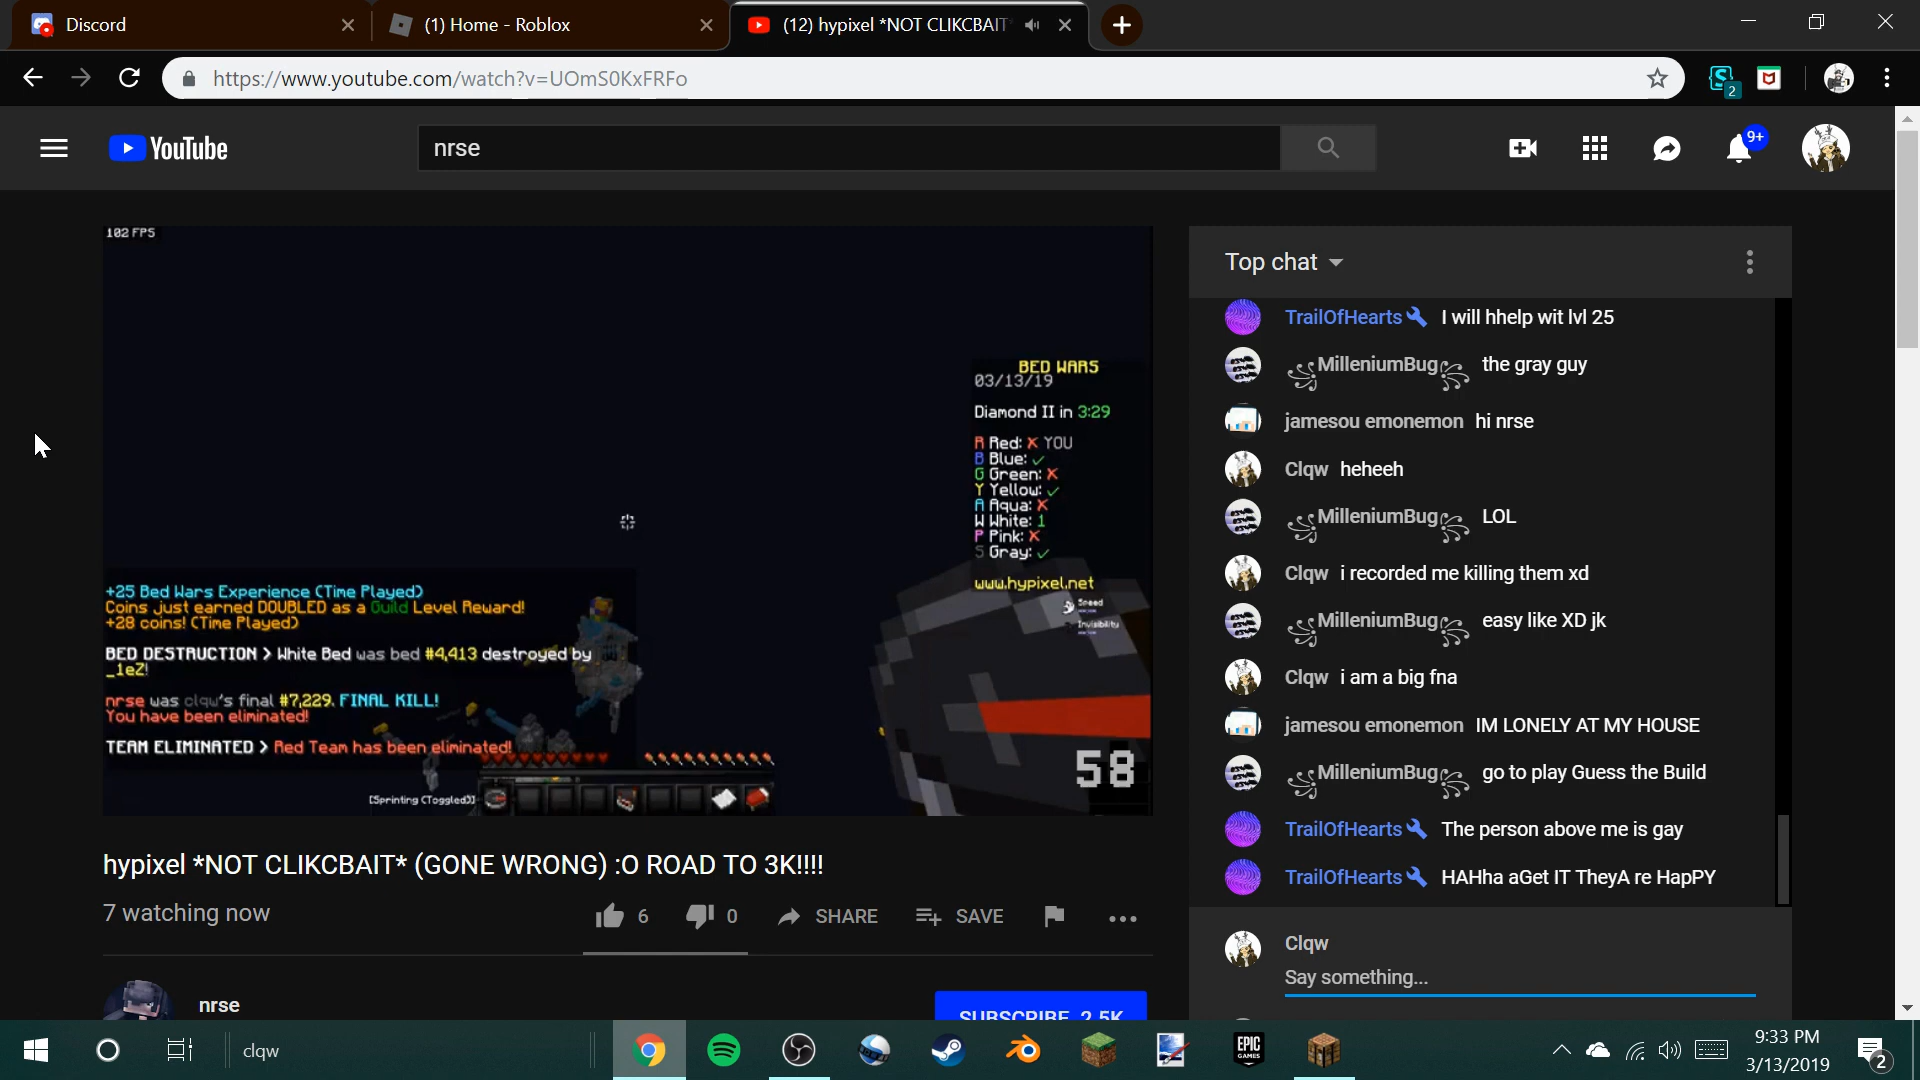 Discord
(1) Home - Roblox
(12) hypixel *NOT CLIKCBAIT*
https://www.youtube.com/watch?v=UOmS0KxFRFo
2
YouTube
nrse
9+
102 FPS
BED WARS
03/13/19
Diamond II in 3:29
R Red: ✗ YOU
B Blue: ✓
G Green: ✗
Y Yellow: ✓
A Aqua: ✗
W White: 1
P Pink: ✗
S Gray: ✓
www.hypixel.net
Speed
Invisibility
+25 Bed Wars Experience (Time Played)
Coins just earned DOUBLED as a Guild Level Reward!
+28 coins! (Time Played)
BED DESTRUCTION > White Bed was bed #4,413 destroyed by
_1eZ!
nrse was clqw's final #7,229. FINAL KILL!
You have been eliminated!
TEAM ELIMINATED > Red Team has been eliminated!
58
[Sprinting (Toggled)]
hypixel *NOT CLIKCBAIT* (GONE WRONG) :O ROAD TO 3K!!!!
7 watching now
6
0
SHARE
SAVE
nrse
SUBSCRIBE 2.5K
Top chat
TrailOfHearts I will hhelp wit lvl 25
꧁MilleniumBug꧂ the gray guy
jamesou emonemon hi nrse
Clqw heheeh
꧁MilleniumBug꧂ LOL
Clqw i recorded me killing them xd
꧁MilleniumBug꧂ easy like XD jk
Clqw i am a big fna
jamesou emonemon IM LONELY AT MY HOUSE
꧁MilleniumBug꧂ go to play Guess the Build
TrailOfHearts The person above me is gay
TrailOfHearts HAHha aGet IT TheyA re HapPY
Clqw
Say something...
clqw
EPIC
GAMES
9:33 PM
3/13/2019
2